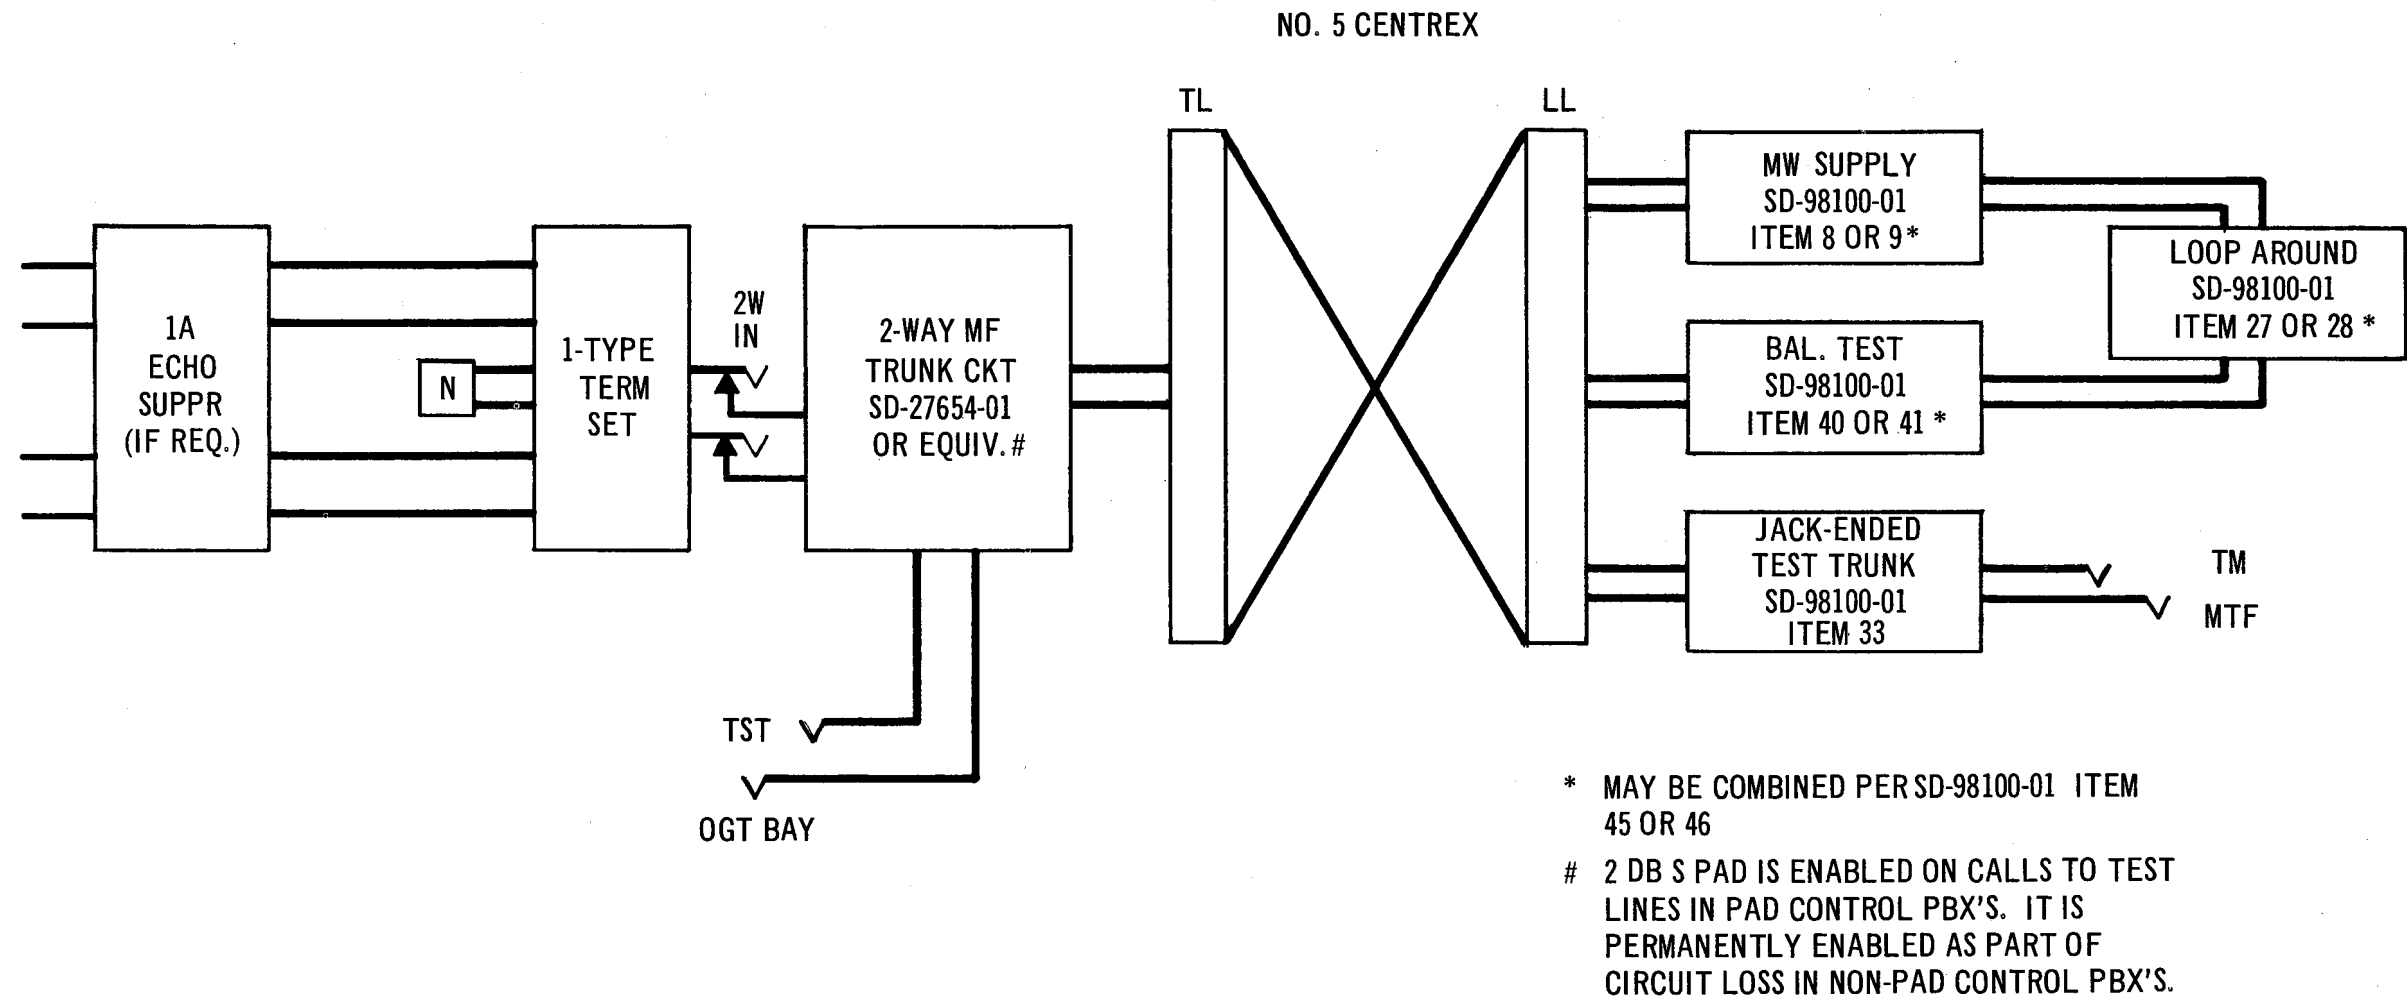 NO. 5 CENTREX
TL
LL
1A
ECHO
SUPPR
(IF REQ.)
N
1-TYPE
TERM
SET
2W
IN
2-WAY MF
TRUNK CKT
SD-27654-01
OR EQUIV. #
MW SUPPLY
SD-98100-01
ITEM 8 OR 9 *
LOOP AROUND
SD-98100-01
ITEM 27 OR 28 *
BAL. TEST
SD-98100-01
ITEM 40 OR 41 *
JACK-ENDED
TEST TRUNK
SD-98100-01
ITEM 33
TM
MTF
TST
OGT BAY
* MAY BE COMBINED PER SD-98100-01 ITEM
45 OR 46
# 2 DB S PAD IS ENABLED ON CALLS TO TEST
LINES IN PAD CONTROL PBX'S. IT IS
PERMANENTLY ENABLED AS PART OF
CIRCUIT LOSS IN NON-PAD CONTROL PBX'S.